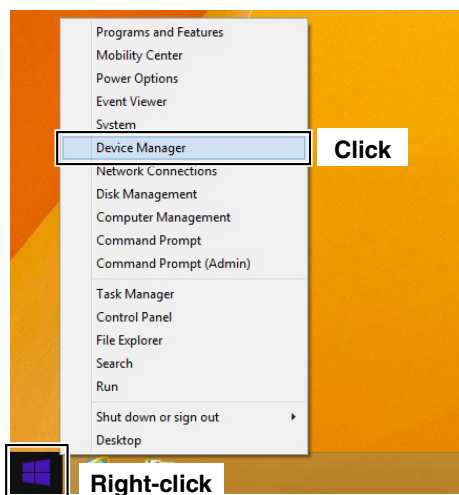 Programs and Features
Mobility Center
Power Options
Event Viewer
System
Device Manager
Click
Network Connections
Disk Management
Computer Management
Command Prompt
Command Prompt (Admin)
Task Manager
Control Panel
File Explorer
Search
Run
Shut down or sign out
Desktop
Right-click